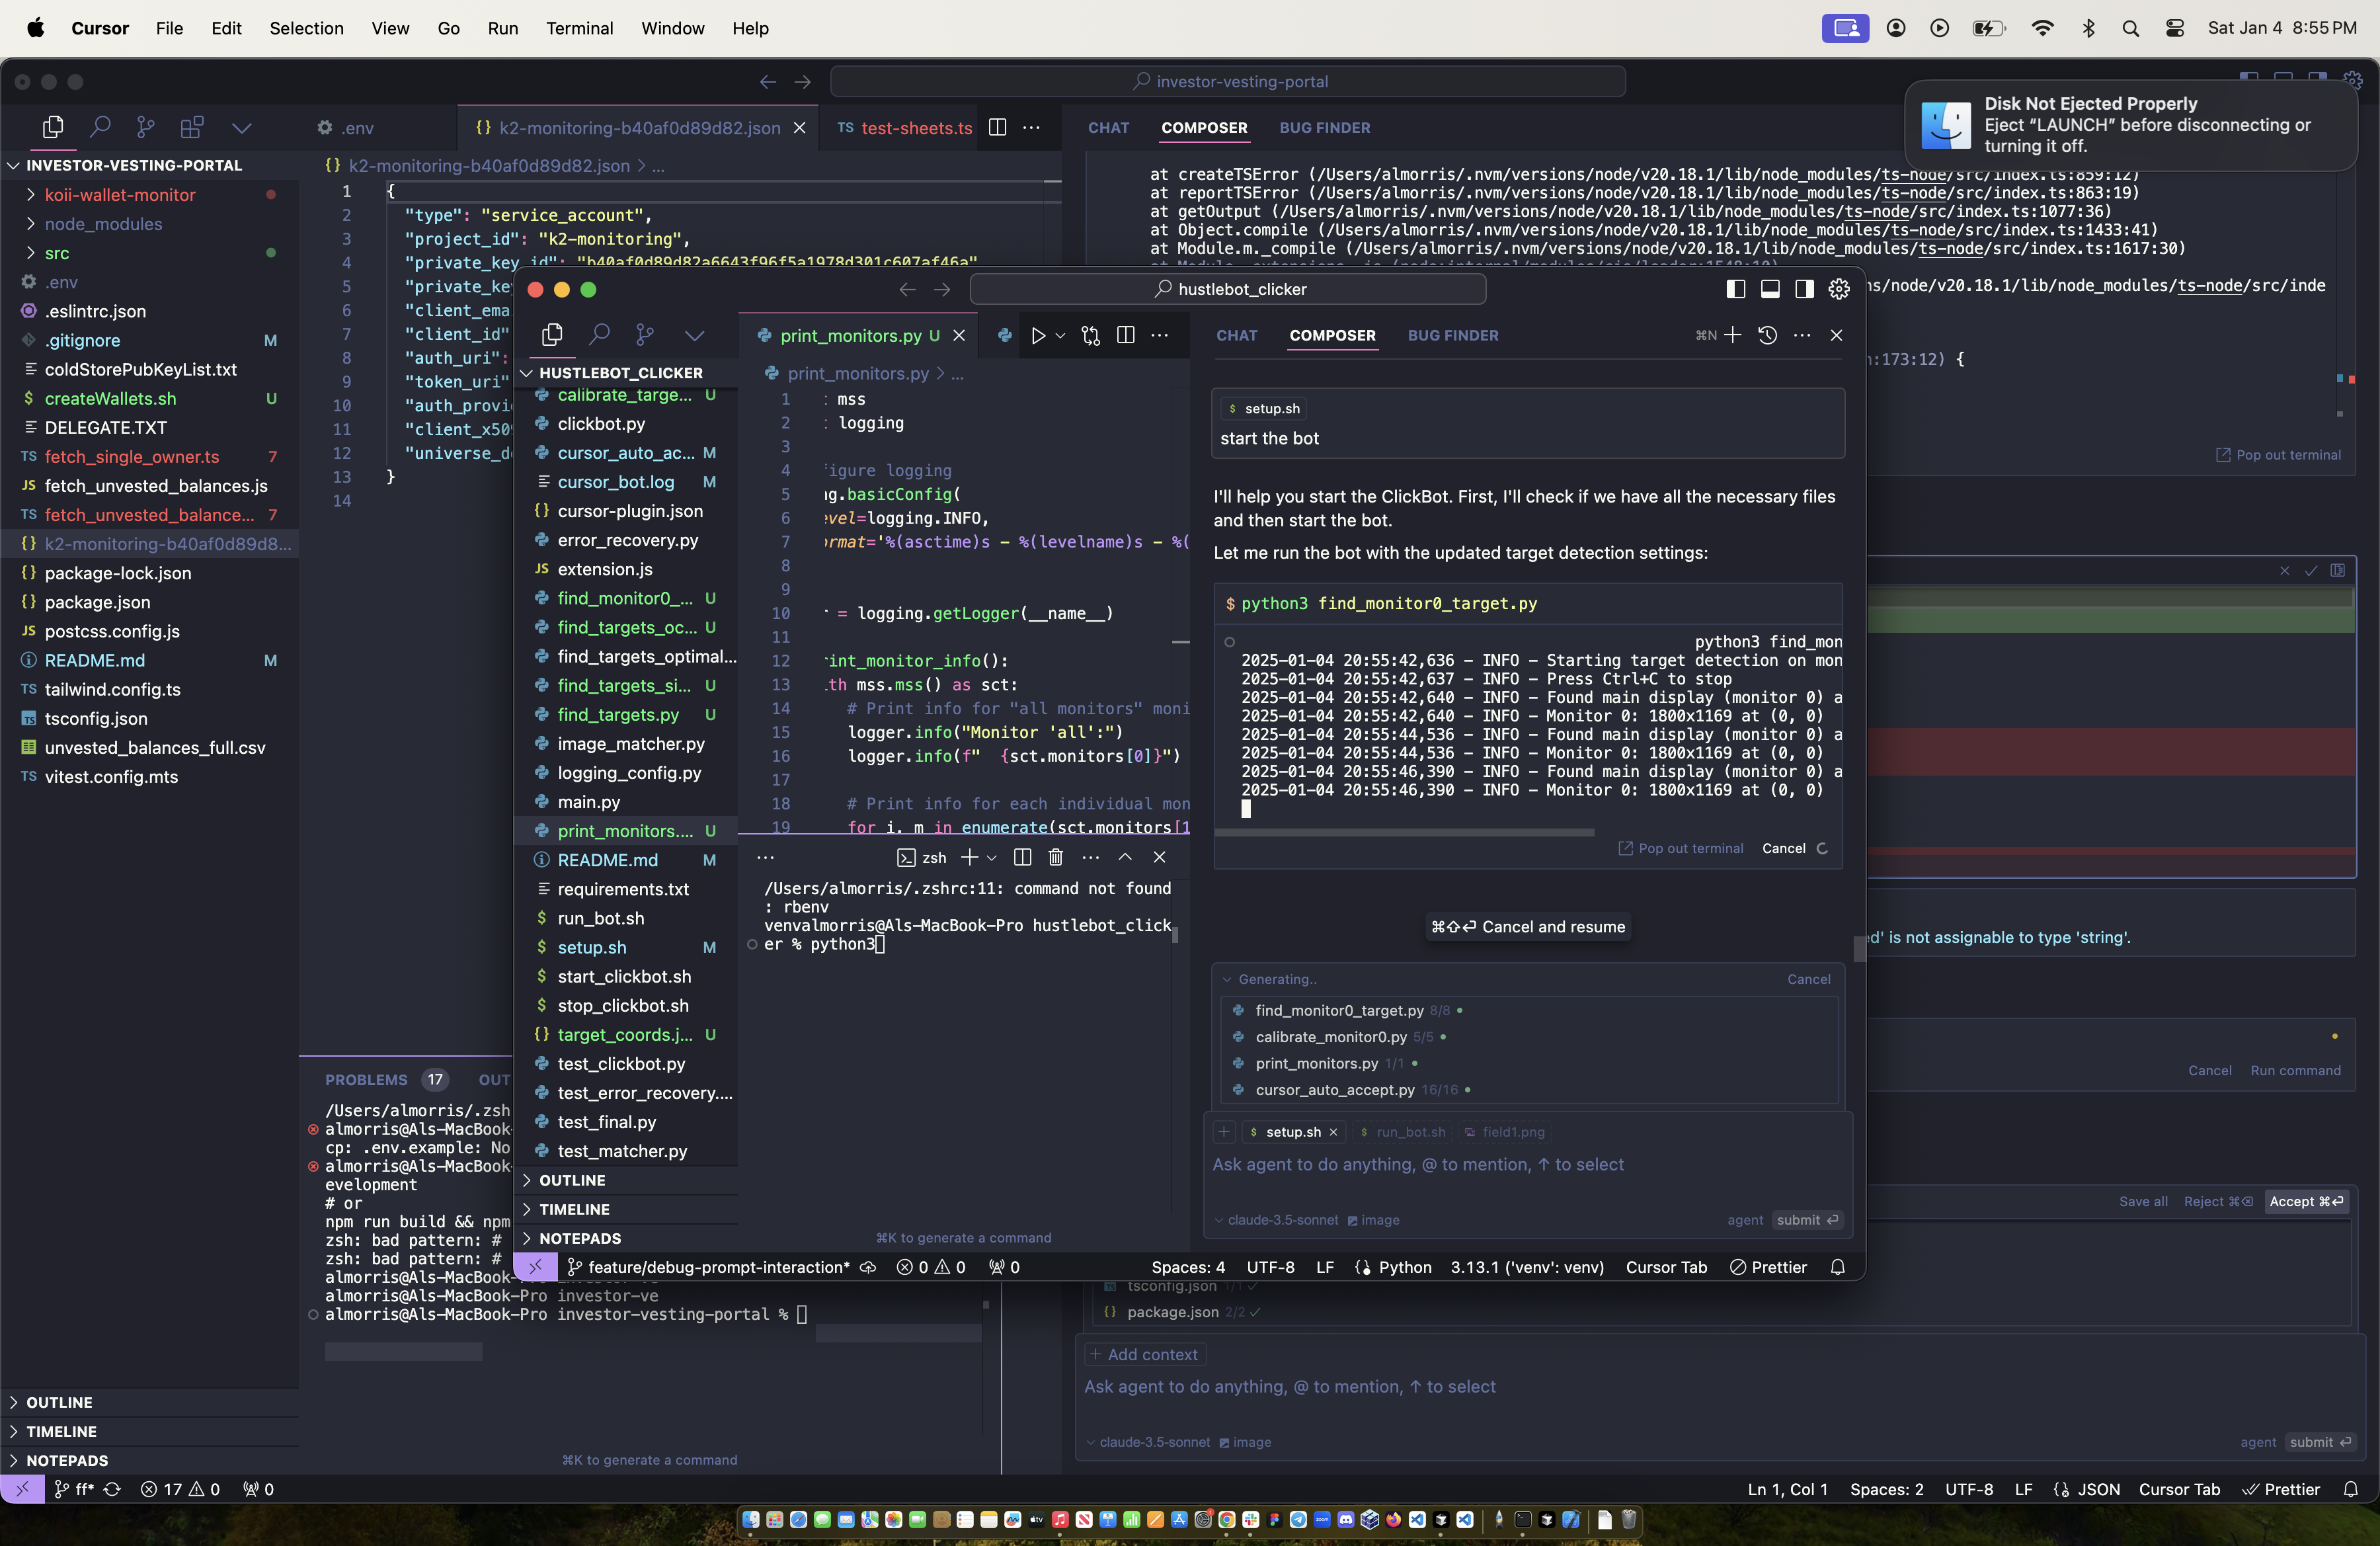 Cursor File Edit Selection View Go Run Terminal Window Help
Sat Jan 4 8:55 PM
investor-vesting-portal
Disk Not Ejected Properly
Eject “LAUNCH” before disconnecting or
turning it off.
.env
{} k2-monitoring-b40af0d89d82.json
TS test-sheets.ts
CHAT COMPOSER BUG FINDER
INVESTOR-VESTING-PORTAL
koii-wallet-monitor
node_modules
src
.env
.eslintrc.json
.gitignore M
coldStorePubKeyList.txt
$ createWallets.sh U
DELEGATE.TXT
TS fetch_single_owner.ts 7
JS fetch_unvested_balances.js
TS fetch_unvested_balance... 7
{} k2-monitoring-b40af0d89d8...
{} package-lock.json
{} package.json
JS postcss.config.js
README.md M
TS tailwind.config.ts
tsconfig.json
unvested_balances_full.csv
TS vitest.config.mts
OUTLINE
TIMELINE
NOTEPADS
{} k2-monitoring-b40af0d89d82.json > ...
1 {
2 "type": "service_account",
3 "project_id": "k2-monitoring",
4 "private_key_id": "b40af0d89d82a6643f96f5a1978d301c607af46a"
5 "private_key
6 "client_emai
7 "client_id"
8 "auth_uri":
9 "token_uri"
10 "auth_provi
11 "client_x509
12 "universe_do
13 }
14
at createTSError (/Users/almorris/.nvm/versions/node/v20.18.1/lib/node_modules/ts-node/src/index.ts:859:12)
at reportTSError (/Users/almorris/.nvm/versions/node/v20.18.1/lib/node_modules/ts-node/src/index.ts:863:19)
at getOutput (/Users/almorris/.nvm/versions/node/v20.18.1/lib/node_modules/ts-node/src/index.ts:1077:36)
at Object.compile (/Users/almorris/.nvm/versions/node/v20.18.1/lib/node_modules/ts-node/src/index.ts:1433:41)
at Module.m._compile (/Users/almorris/.nvm/versions/node/v20.18.1/lib/node_modules/ts-node/src/index.ts:1617:30)
ns/node/v20.18.1/lib/node_modules/ts-node/src/inde
:173:12) {
Pop out terminal
hustlebot_clicker
print_monitors.py U
CHAT COMPOSER BUG FINDER
⌘N
HUSTLEBOT_CLICKER
calibrate_targe... U
clickbot.py
cursor_auto_ac... M
cursor_bot.log M
{} cursor-plugin.json
error_recovery.py
JS extension.js
find_monitor0_... U
find_targets_oc... U
find_targets_optimal...
find_targets_si... U
find_targets.py U
image_matcher.py
logging_config.py
main.py
print_monitors.... U
README.md M
requirements.txt
$ run_bot.sh
$ setup.sh M
$ start_clickbot.sh
$ stop_clickbot.sh
{} target_coords.j... U
test_clickbot.py
test_error_recovery....
test_final.py
test_matcher.py
OUTLINE
TIMELINE
NOTEPADS
print_monitors.py > ...
1 : mss
2 : logging
3
4 figure logging
5 ng.basicConfig(
6 evel=logging.INFO,
7 ormat='%(asctime)s - %(levelname)s - %(
8
9
10 r = logging.getLogger(__name__)
11
12 rint_monitor_info():
13 ith mss.mss() as sct:
14 # Print info for "all monitors" moni
15 logger.info("Monitor 'all':")
16 logger.info(f" {sct.monitors[0]}")
17
18 # Print info for each individual mon
19 for i, m in enumerate(sct.monitors[1
zsh
/Users/almorris/.zshrc:11: command not found
: rbenv
venvalmorris@Als-MacBook-Pro hustlebot_click
er % python3
⌘K to generate a command
$ setup.sh
start the bot
I'll help you start the ClickBot. First, I'll check if we have all the necessary files
and then start the bot.
Let me run the bot with the updated target detection settings:
$ python3 find_monitor0_target.py
python3 find_mon
2025-01-04 20:55:42,636 - INFO - Starting target detection on mon
2025-01-04 20:55:42,637 - INFO - Press Ctrl+C to stop
2025-01-04 20:55:42,640 - INFO - Found main display (monitor 0) a
2025-01-04 20:55:42,640 - INFO - Monitor 0: 1800x1169 at (0, 0)
2025-01-04 20:55:44,536 - INFO - Found main display (monitor 0) a
2025-01-04 20:55:44,536 - INFO - Monitor 0: 1800x1169 at (0, 0)
2025-01-04 20:55:46,390 - INFO - Found main display (monitor 0) a
2025-01-04 20:55:46,390 - INFO - Monitor 0: 1800x1169 at (0, 0)
Pop out terminal Cancel
⌘⇧⏎ Cancel and resume
Generating.. Cancel
find_monitor0_target.py 8/8
calibrate_monitor0.py 5/5
print_monitors.py 1/1
cursor_auto_accept.py 16/16
+ $ setup.sh × $ run_bot.sh field1.png
Ask agent to do anything, @ to mention, ↑ to select
claude-3.5-sonnet image agent submit ⏎
feature/debug-prompt-interaction* 0 0 0 Spaces: 4 UTF-8 LF Python 3.13.1 ('venv': venv) Cursor Tab Prettier
ed' is not assignable to type 'string'.
Cancel Run command
Save all Reject ⌘⌫ Accept ⌘⏎
PROBLEMS 17 OUT
/Users/almorris/.zsh
almorris@Als-MacBook-
cp: .env.example: No
almorris@Als-MacBook-
evelopment
# or
npm run build && npm
zsh: bad pattern: #
zsh: bad pattern: #
almorris@Als-MacBook-Pro investor-ve
almorris@Als-MacBook-Pro investor-ve
almorris@Als-MacBook-Pro investor-vesting-portal %
⌘K to generate a command
tsconfig.json 1/1
{} package.json 2/2
+ Add context
Ask agent to do anything, @ to mention, ↑ to select
claude-3.5-sonnet image agent submit ⏎
ff* 17 0 0 Ln 1, Col 1 Spaces: 2 UTF-8 LF JSON Cursor Tab Prettier